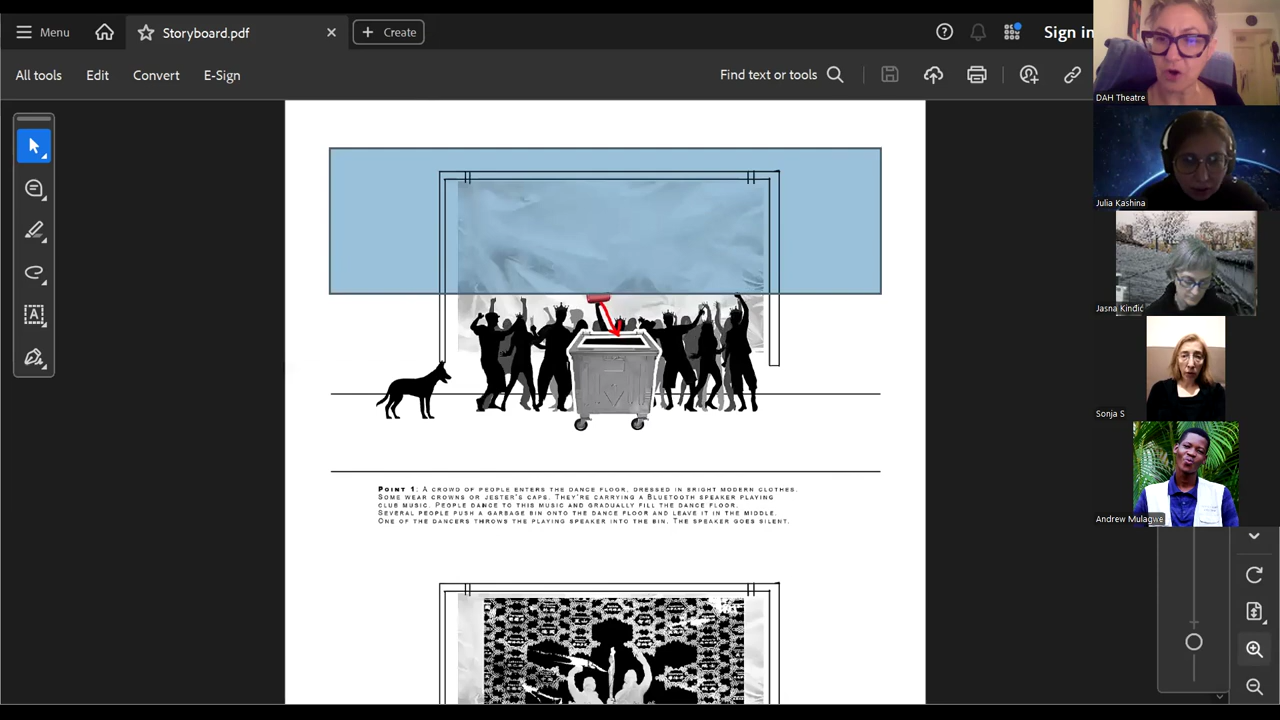 Menu
Storyboard.pdf
Create
Sign in
All tools
Edit
Convert
E-Sign
Find text or tools
DAH Theatre
Julia Kashina
Jasna Kinđić
Sonja S
Andrew Mulagwe
POINT 1: A CROWD OF PEOPLE ENTERS THE DANCE FLOOR, DRESSED IN BRIGHT MODERN CLOTHES.
SOME WEAR CROWNS OR JESTER'S CAPS. THEY'RE CARRYING A BLUETOOTH SPEAKER PLAYING
CLUB MUSIC. PEOPLE DANCE TO THIS MUSIC AND GRADUALLY FILL THE DANCE FLOOR.
SEVERAL PEOPLE PUSH A GARBAGE BIN ONTO THE DANCE FLOOR AND LEAVE IT IN THE MIDDLE.
ONE OF THE DANCERS THROWS THE PLAYING SPEAKER INTO THE BIN. THE SPEAKER GOES SILENT.